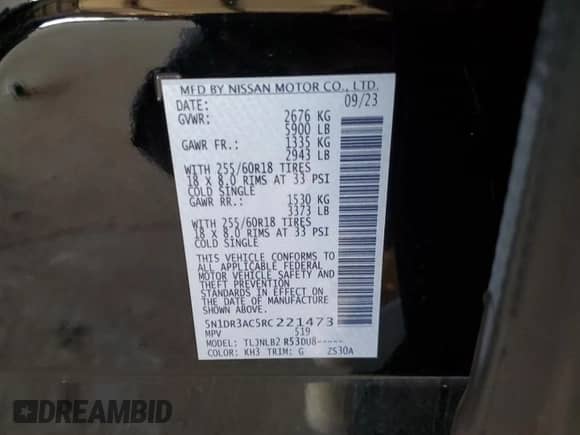 MFD BY NISSAN MOTOR CO., LTD.
DATE: 09/23
GVWR: 2676 KG
5900 LB
GAWR FR.: 1335 KG
2943 LB
WITH 255/60R18 TIRES
18 x 8.0 RIMS AT 33 PSI
COLD SINGLE
GAWR RR.: 1530 KG
3373 LB
WITH 255/60R18 TIRES
18 x 8.0 RIMS AT 33 PSI
COLD SINGLE
THIS VEHICLE CONFORMS TO
ALL APPLICABLE FEDERAL
MOTOR VEHICLE SAFETY AND
THEFT PREVENTION
STANDARDS IN EFFECT ON
THE DATE OF MANUFACTURE
SHOWN ABOVE.
5N1DR3AC5RC221473
MPV 519
MODEL: TLJNLB2 R53DU8-----
COLOR: KH3 TRIM: G ZS30A
DREAMBID